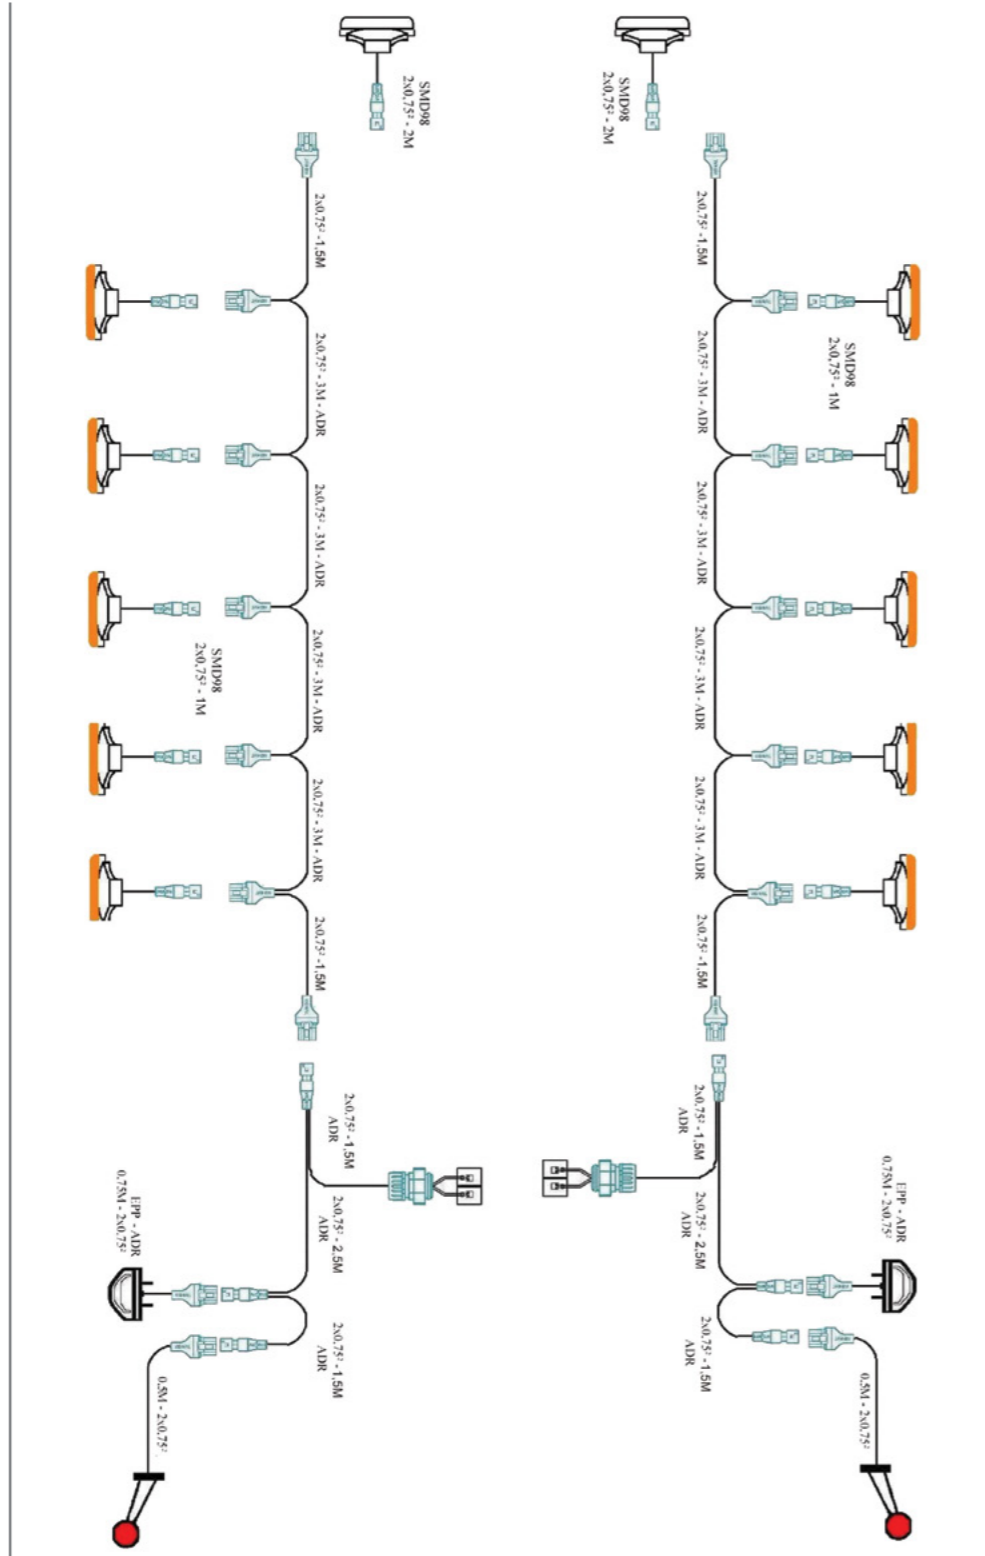 SMD98
2x0,75² - 2M
SMD98
2x0,75² - 2M
2x0,75² -1,5M
2x0,75² -1,5M
2x0,75² - 3M - ADR
2x0,75² - 3M - ADR
SMD98
2x0,75² - 1M
2x0,75² - 3M - ADR
2x0,75² - 3M - ADR
SMD98
2x0,75² - 1M
2x0,75² - 3M - ADR
2x0,75² - 3M - ADR
2x0,75² - 3M - ADR
2x0,75² - 3M - ADR
2x0,75² -1,5M
2x0,75² -1,5M
2x0,75² -1,5M
ADR
2x0,75² -1,5M
ADR
EPP - ADR
0,75M - 2x0,75²
2x0,75² - 2,5M
ADR
2x0,75² - 2,5M
ADR
EPP - ADR
0,75M - 2x0,75²
2x0,75² -1,5M
ADR
2x0,75² -1,5M
ADR
0,5M - 2x0,75²
0,5M - 2x0,75²